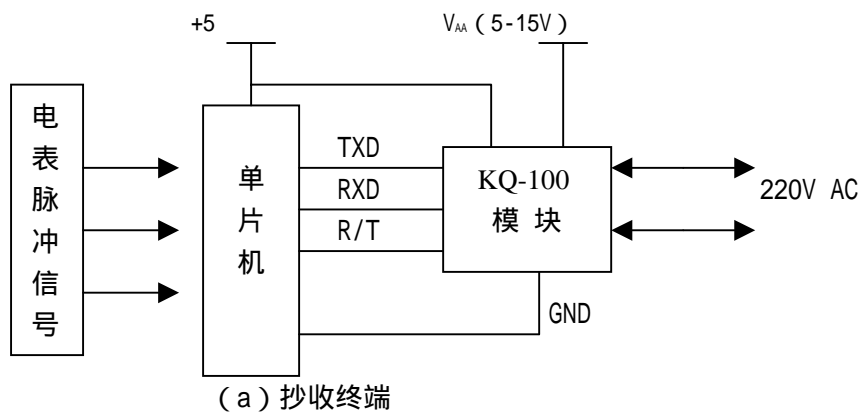 +5
VAA（5-15V）
电表脉冲信号
单片机
TXD
RXD
R/T
KQ-100
模 块
220V AC
GND
（a）抄收终端